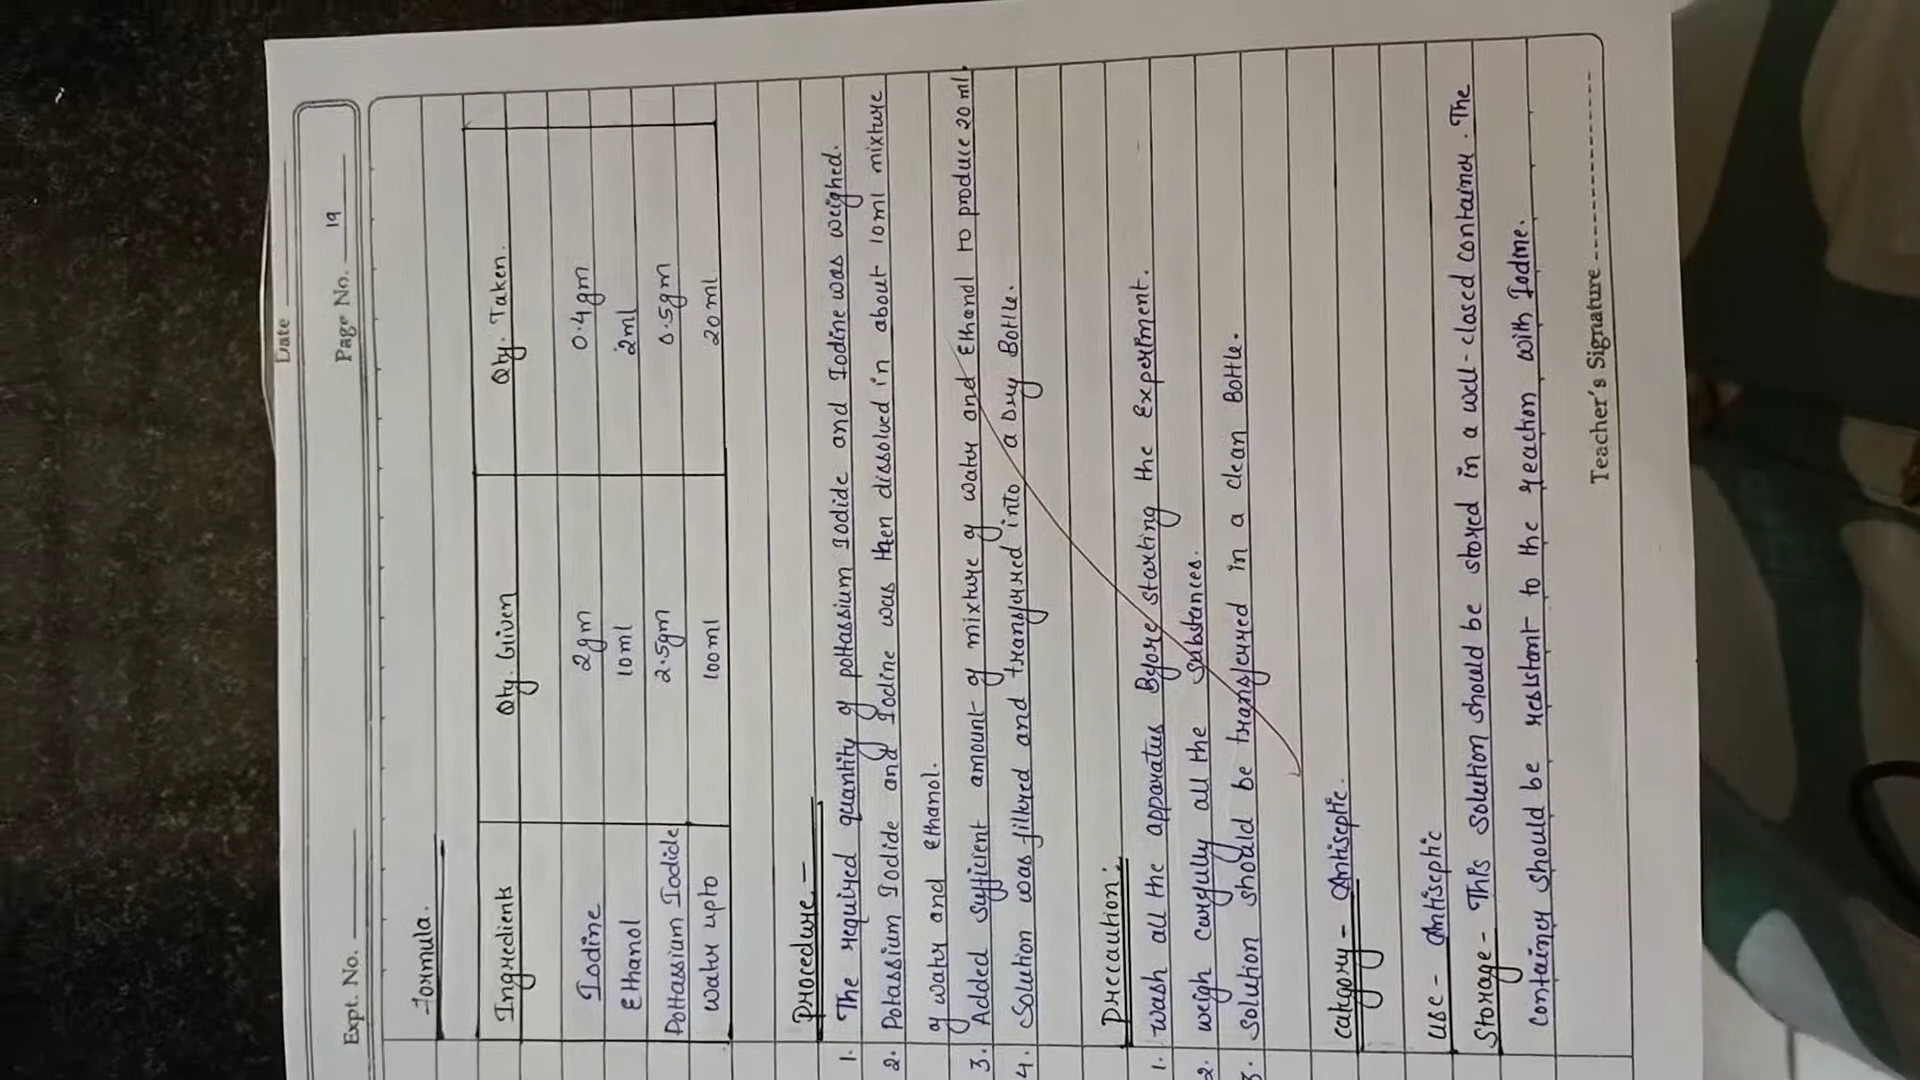 Date
Expt. No.
Page No. 19
Formula.
Ingredients Qty. Given Qty. Taken.
Iodine 2gm 0.4gm
Ethanol 10ml 2ml
Pottassium Iodide 2.5gm 0.5gm
Water upto 100ml 20ml
Procedure -
1. The required quantity of pottassium Iodide and Iodine was weighed.
2. Potassium Iodide and Iodine was then dissolved in about 10ml mixture
of water and Ethanol.
3. Added sufficient amount of mixture of water and Ethanol to produce 20 ml.
4. Solution was filtered and transferred into a Dry Bottle.
Precaution:
1. Wash all the apparatus Before starting the Experiment.
2. Weigh carefully all the substances.
3. Solution should be transferred in a clean Bottle.
Category - Antiseptic.
Use - Antiseptic
Storage - This solution should be stored in a well-closed container. The
container should be resistant to the reaction with Iodine.
Teacher's Signature